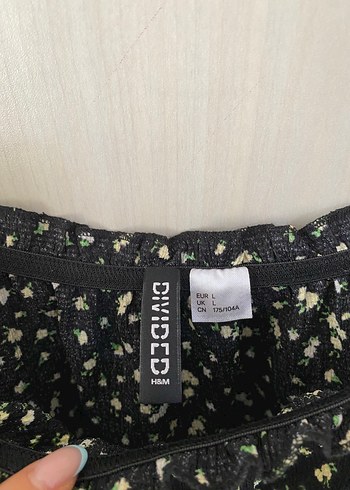 DIVIDED
H&M
EUR L
UK L
CN 175/104A